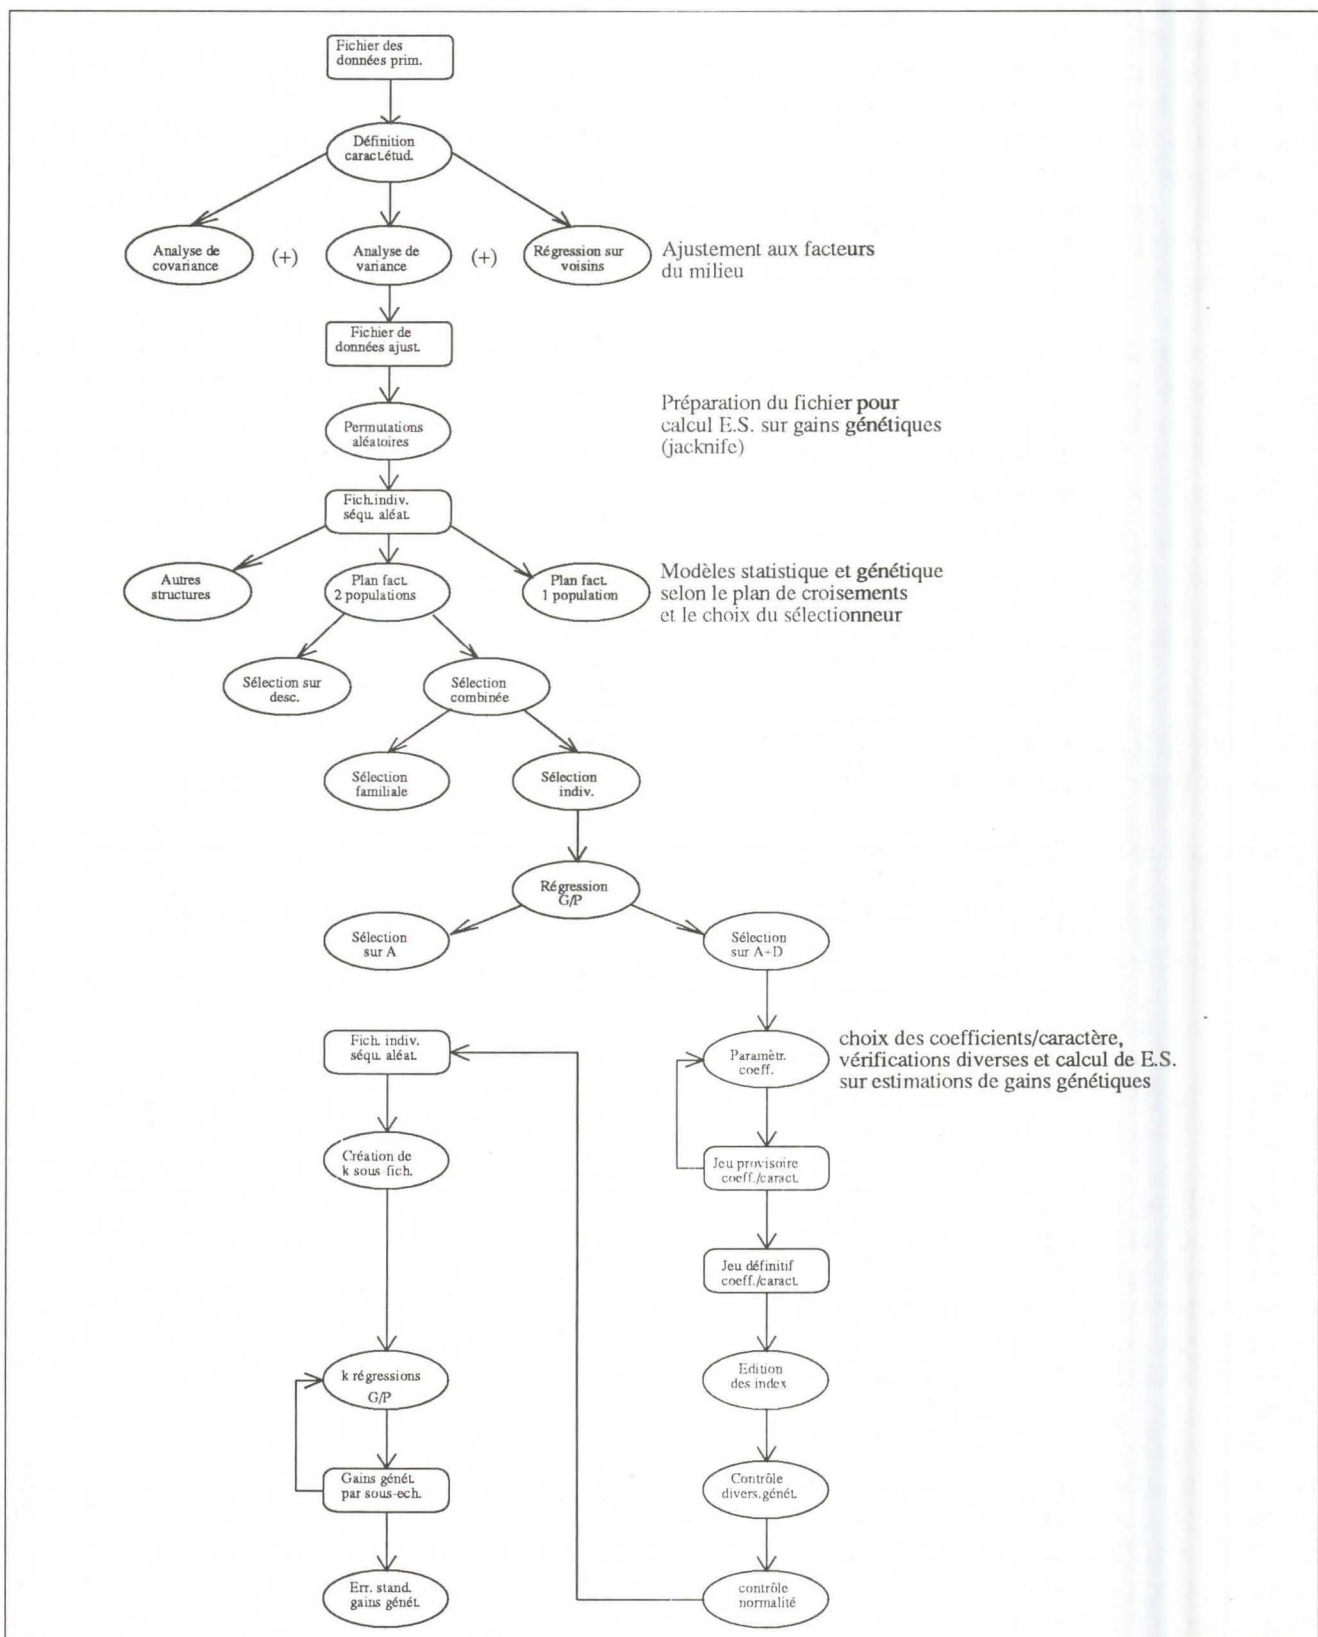 Fichier des
données prim.
Définition
caract.étud.
Analyse de
covariance
(+)
Analyse de
variance
(+)
Régression sur
voisins
Ajustement aux facteurs
du milieu
Fichier de
données ajust.
Permutations
aléatoires
Préparation du fichier pour
calcul E.S. sur gains génétiques
(jacknife)
Fich.indiv.
séqu. aléat.
Autres
structures
Plan fact.
2 populations
Plan fact.
1 population
Modèles statistique et génétique
selon le plan de croisements
et le choix du sélectionneur
Sélection sur
desc.
Sélection
combinée
Sélection
familiale
Sélection
indiv.
Régression
G/P
Sélection
sur A
Sélection
sur A+D
Fich. indiv.
séqu. aléat.
Paramètr.
coeff.
choix des coefficients/caractère,
vérifications diverses et calcul de E.S.
sur estimations de gains génétiques
Création de
k sous-fich.
Jeu provisoire
coeff./caract.
Jeu définitif
coeff./caract.
k régressions
G/P
Edition
des index
Gains génét.
par sous-ech.
Contrôle
divers.génét.
Err. stand.
gains génét.
contrôle
normalité